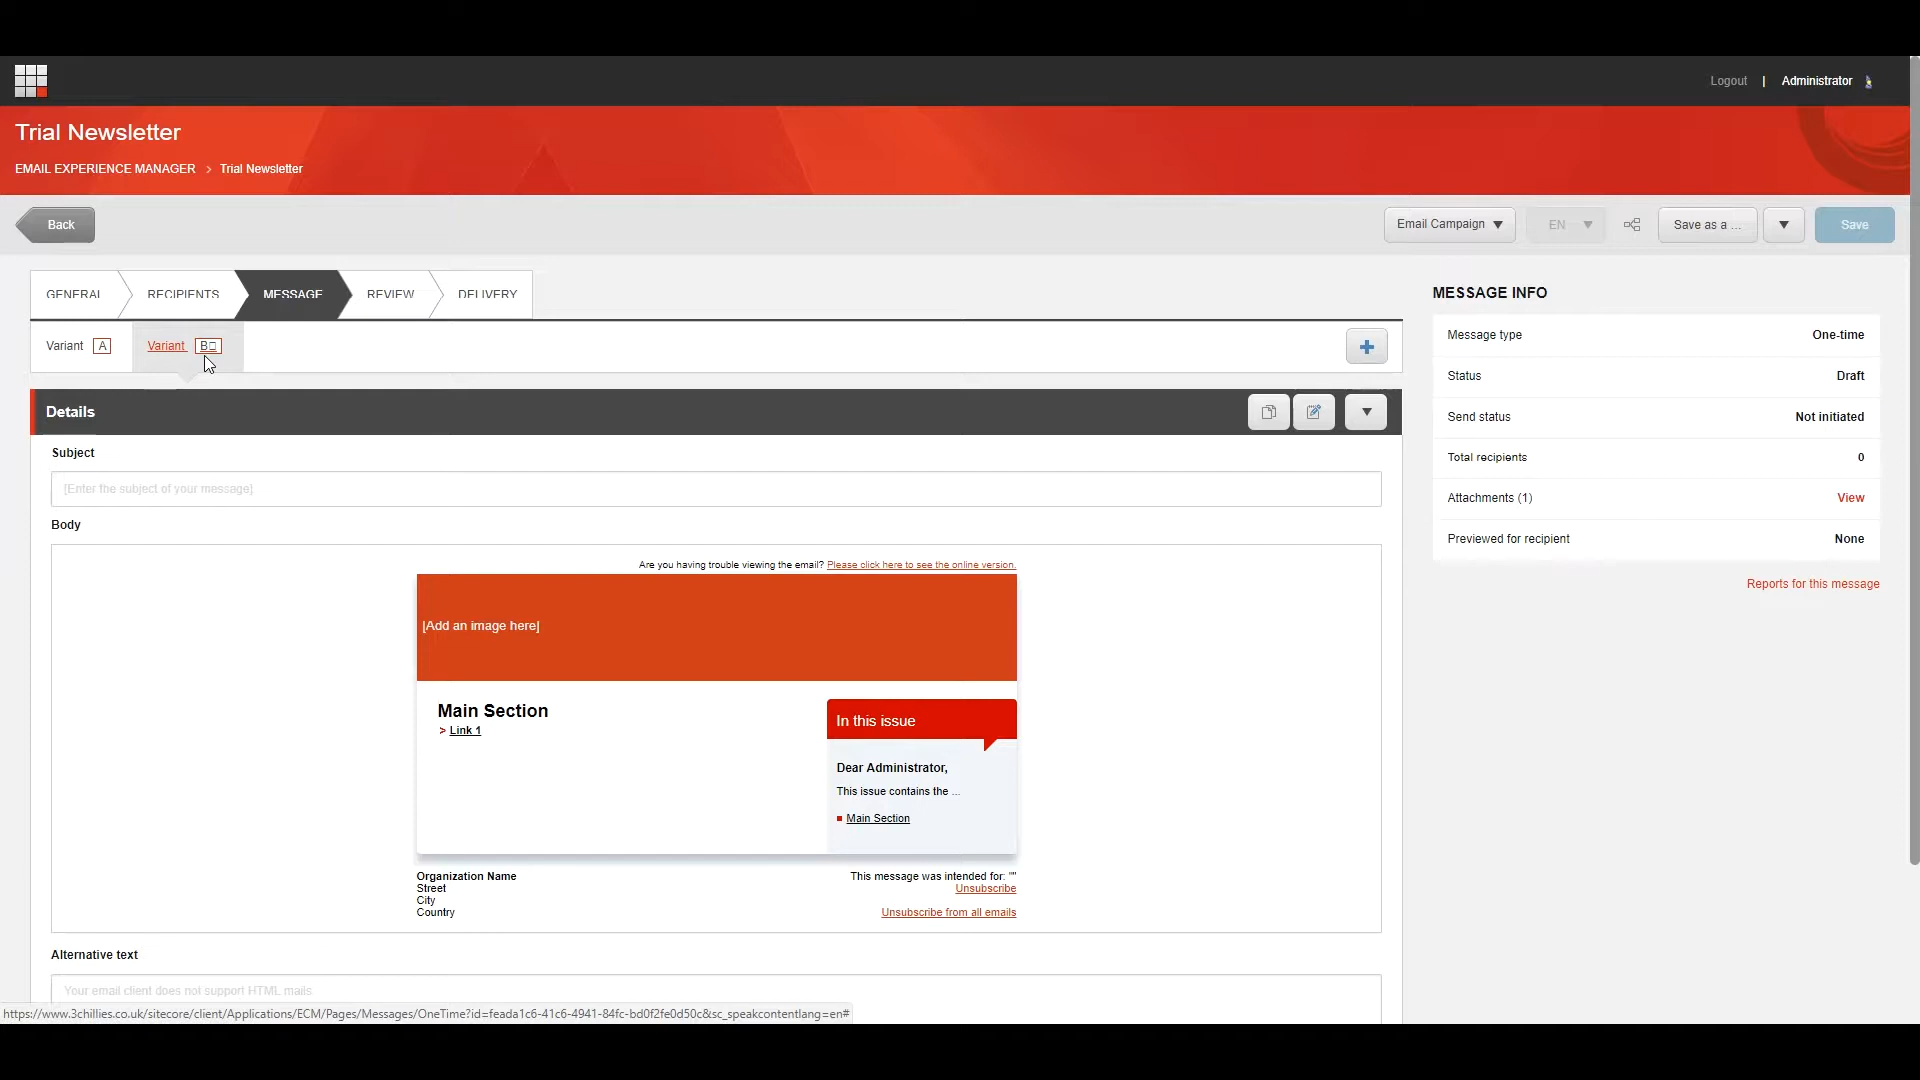 Logout | Administrator
Trial Newsletter
EMAIL EXPERIENCE MANAGER > Trial Newsletter
Back
Email Campaign
EN
Save as a ...
Save
GENERAL
RECIPIENTS
MESSAGE
REVIEW
DELIVERY
Variant A
Variant B
Details
Subject
[Enter the subject of your message]
Body
Are you having trouble viewing the email? Please click here to see the online version.
[Add an image here]
Main Section
> Link 1
In this issue
Dear Administrator,
This issue contains the ...
Main Section
Organization Name
Street
City
Country
This message was intended for: ""
Unsubscribe
Unsubscribe from all emails
Alternative text
Your email client does not support HTML mails
MESSAGE INFO
Message type One-time
Status Draft
Send status Not initiated
Total recipients 0
Attachments (1) View
Previewed for recipient None
Reports for this message
https://www.3chillies.co.uk/sitecore/client/Applications/ECM/Pages/Messages/OneTime?id=feada1c6-41c6-4941-84fc-bd0f2fe0d50c&sc_speakcontentlang=en#